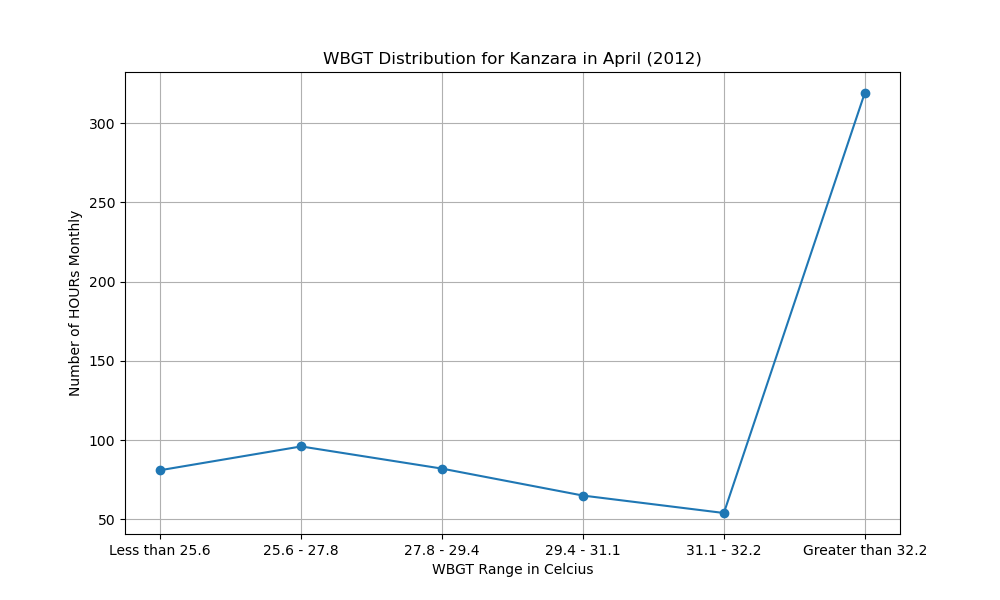 WBGT Distribution for Kanzara in April (2012)
Number of HOURs Monthly
300
250
200
150
100
50
Less than 25.6
25.6 - 27.8
27.8 - 29.4
29.4 - 31.1
31.1 - 32.2
Greater than 32.2
WBGT Range in Celcius